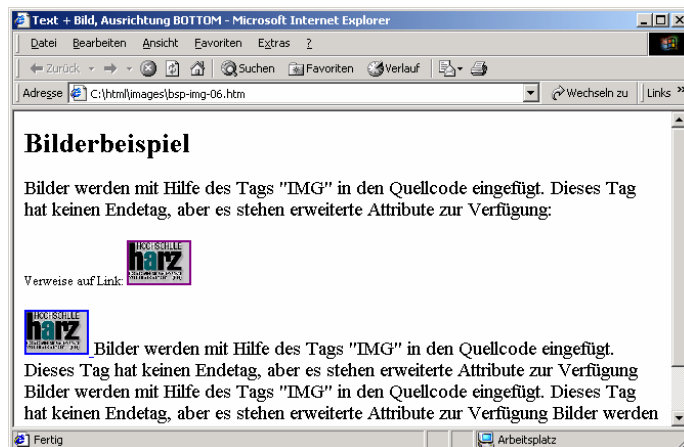 Text + Bild, Ausrichtung BOTTOM - Microsoft Internet Explorer
Datei Bearbeiten Ansicht Favoriten Extras ?
Zurück Suchen Favoriten Verlauf
Adresse C:\html\images\bsp-img-06.htm Wechseln zu Links »
Bilderbeispiel
Bilder werden mit Hilfe des Tags "IMG" in den Quellcode eingefügt. Dieses Tag
hat keinen Endetag, aber es stehen erweiterte Attribute zur Verfügung:
HOCHSCHULE
harz
Verweise auf Link:
HOCHSCHULE
harz
Bilder werden mit Hilfe des Tags "IMG" in den Quellcode eingefügt.
Dieses Tag hat keinen Endetag, aber es stehen erweiterte Attribute zur Verfügung
Bilder werden mit Hilfe des Tags "IMG" in den Quellcode eingefügt. Dieses Tag
hat keinen Endetag, aber es stehen erweiterte Attribute zur Verfügung Bilder werden
Fertig Arbeitsplatz